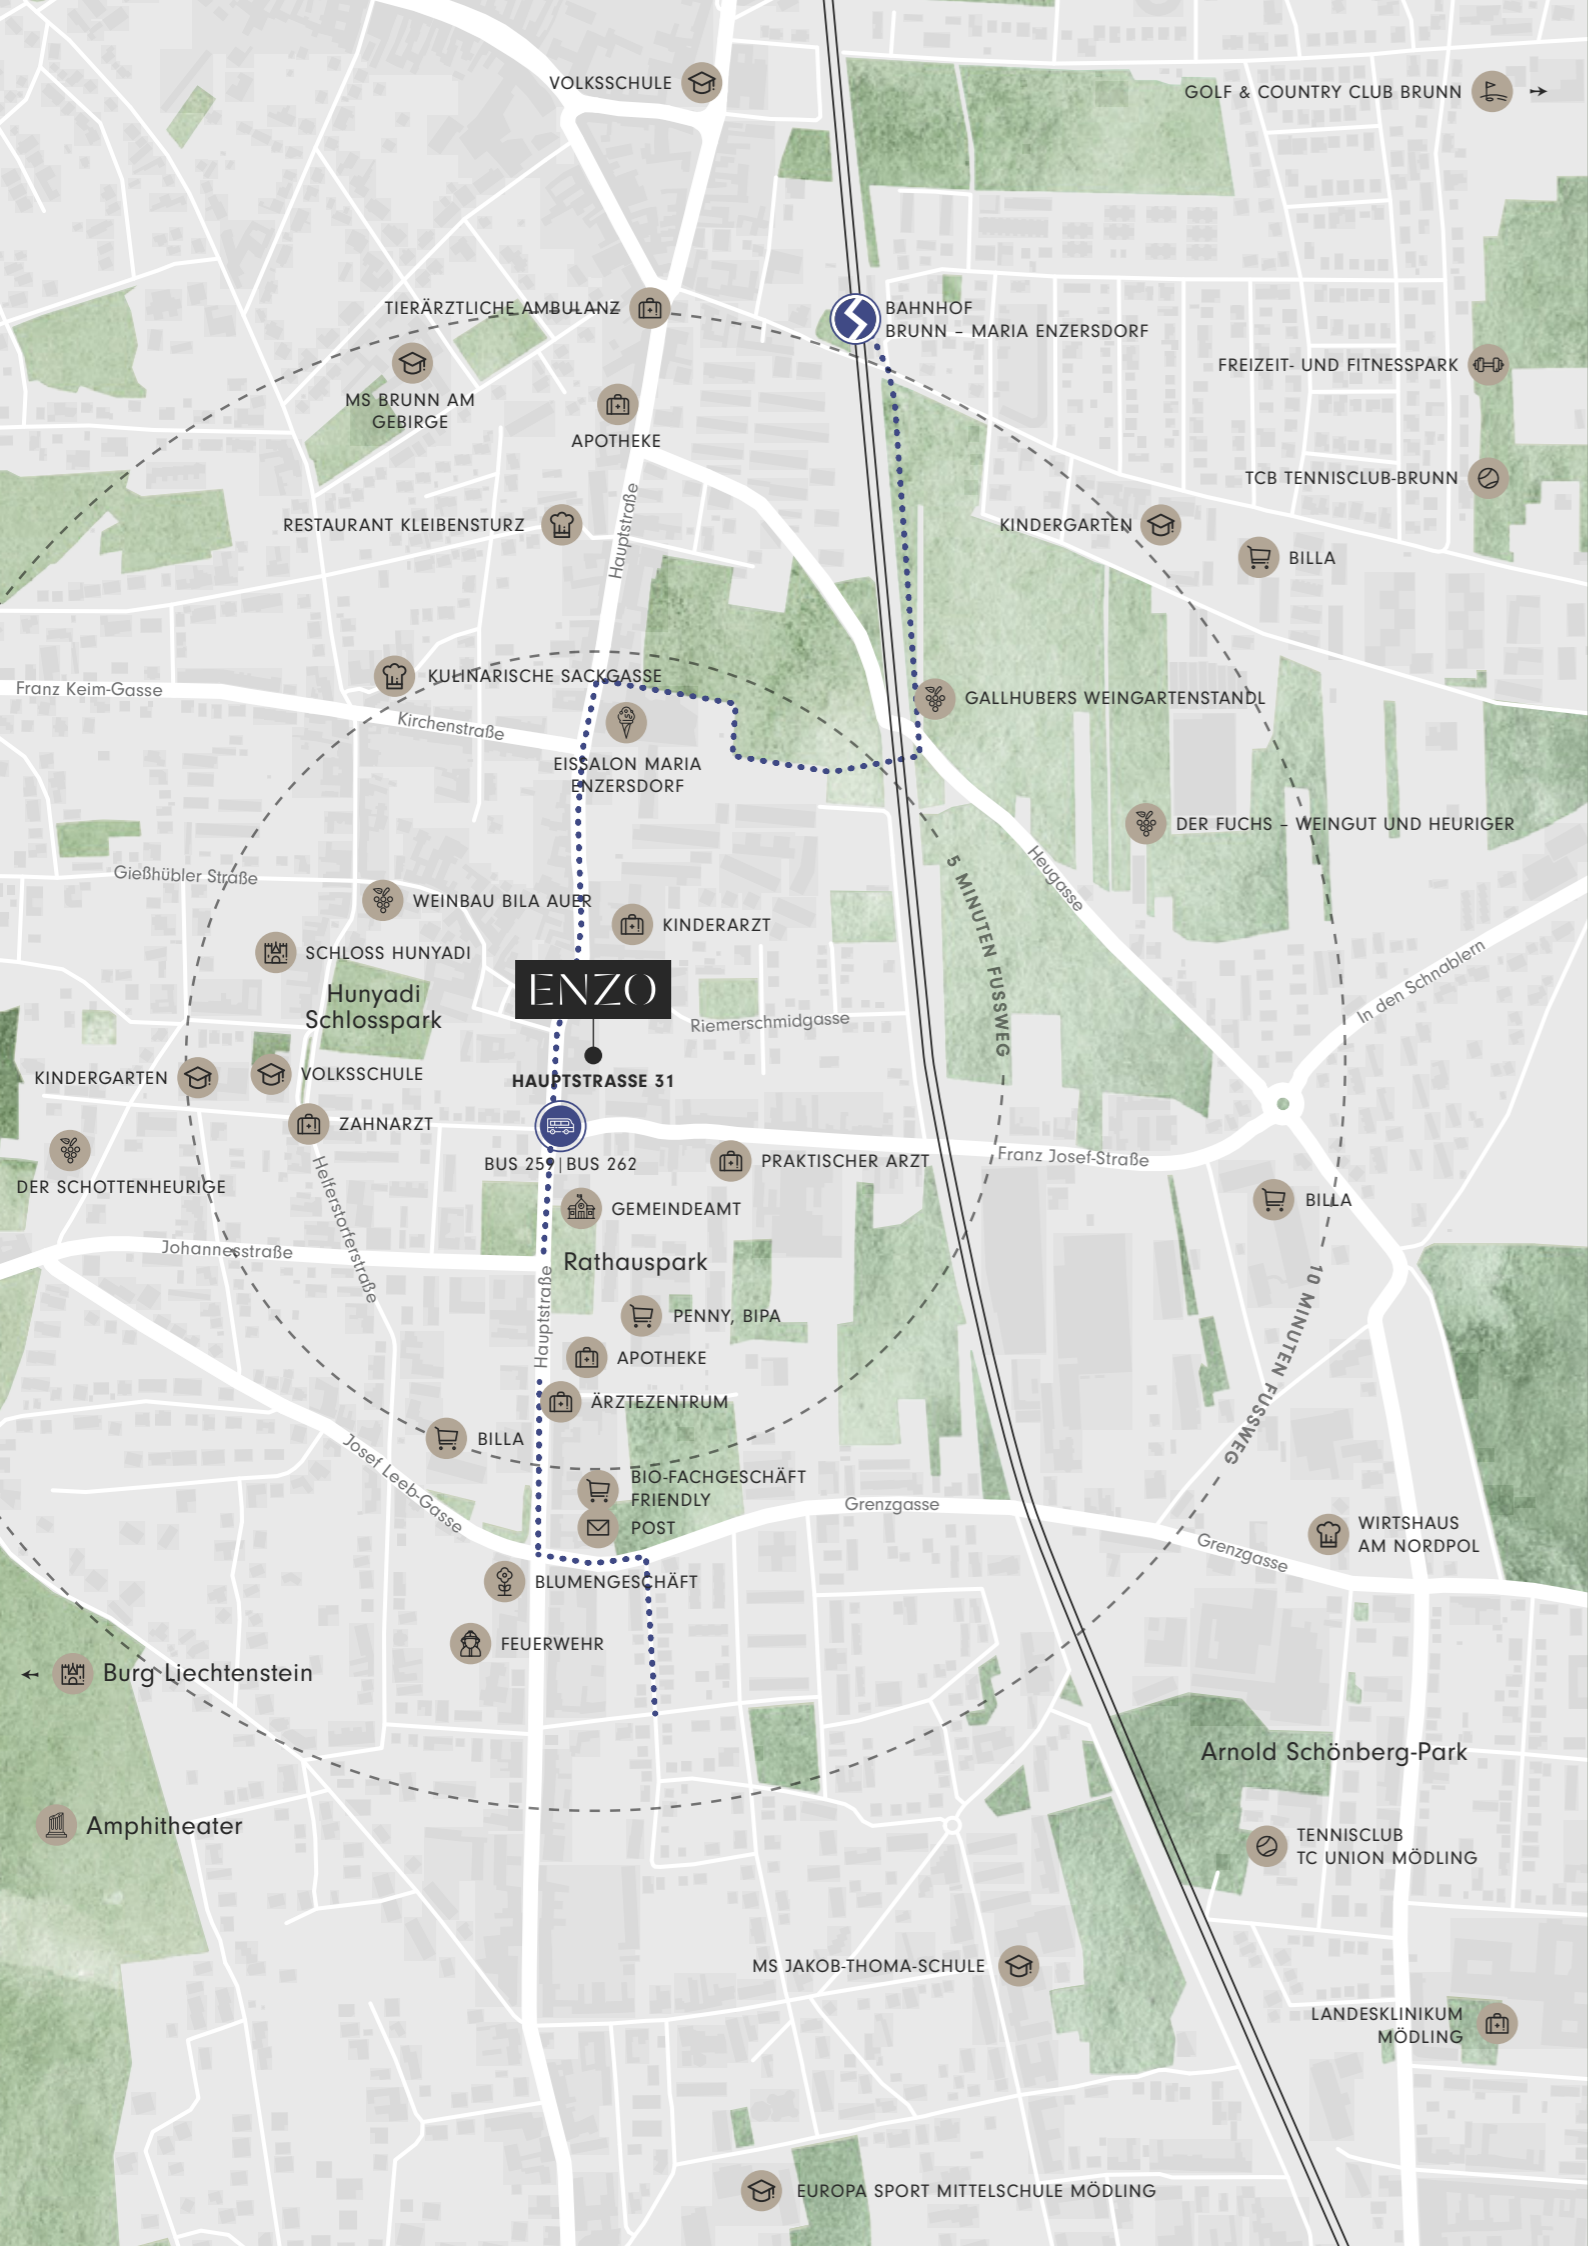 VOLKSSCHULE
GOLF & COUNTRY CLUB BRUNN
TIERÄRZTLICHE AMBULANZ
BAHNHOF
BRUNN – MARIA ENZERSDORF
FREIZEIT- UND FITNESSPARK
MS BRUNN AM
GEBIRGE
APOTHEKE
TCB TENNISCLUB-BRUNN
Hauptstraße
RESTAURANT KLEIBENSTURZ
KINDERGARTEN
BILLA
KULINARISCHE SACKGASSE
Franz Keim-Gasse
Kirchenstraße
GALLHUBERS WEINGARTENSTANDL
EISSALON MARIA
ENZERSDORF
DER FUCHS – WEINGUT UND HEURIGER
Heugasse
5 MINUTEN FUSSWEG
Gießhübler Straße
WEINBAU BILA AUER
KINDERARZT
SCHLOSS HUNYADI
Hunyadi
Schlosspark
ENZO
Riemerschmidgasse
In den Schnablern
KINDERGARTEN
VOLKSSCHULE
HAUPTSTRASSE 31
ZAHNARZT
BUS 259 | BUS 262
PRAKTISCHER ARZT
Franz Josef-Straße
DER SCHOTTENHEURIGE
Helferstorferstraße
GEMEINDEAMT
BILLA
Johannesstraße
Rathauspark
Hauptstraße
10 MINUTEN FUSSWEG
PENNY, BIPA
APOTHEKE
ÄRZTEZENTRUM
BILLA
Josef Leeb-Gasse
BIO-FACHGESCHÄFT
FRIENDLY
POST
Grenzgasse
Grenzgasse
WIRTSHAUS
AM NORDPOL
BLUMENGESCHÄFT
FEUERWEHR
Burg Liechtenstein
Arnold Schönberg-Park
Amphitheater
TENNISCLUB
TC UNION MÖDLING
MS JAKOB-THOMA-SCHULE
LANDESKLINIKUM
MÖDLING
EUROPA SPORT MITTELSCHULE MÖDLING